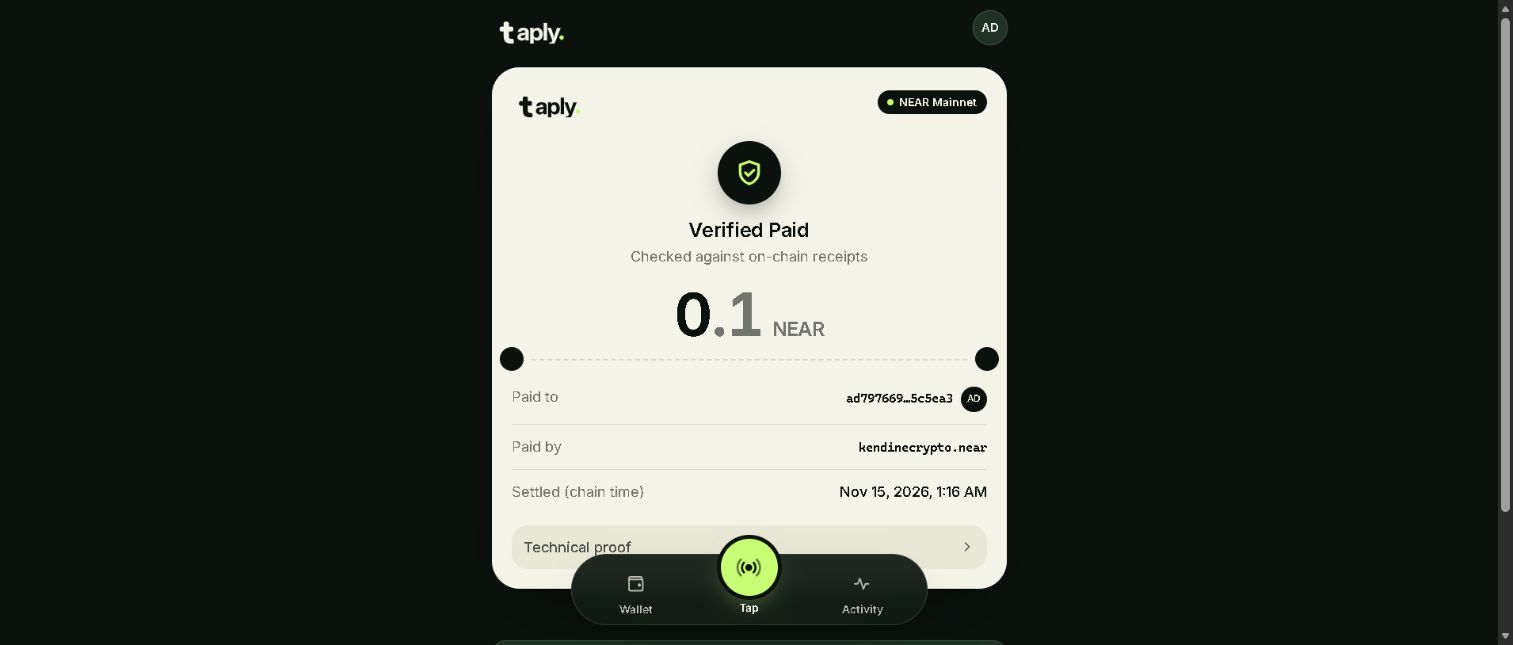 taply.
AD
taply.
NEAR Mainnet
Verified Paid
Checked against on-chain receipts
0.1 NEAR
Paid to
ad797669…5c5ea3 AD
Paid by
kendinecrypto.near
Settled (chain time)
Nov 15, 2026, 1:16 AM
Technical proof
Wallet
Tap
Activity